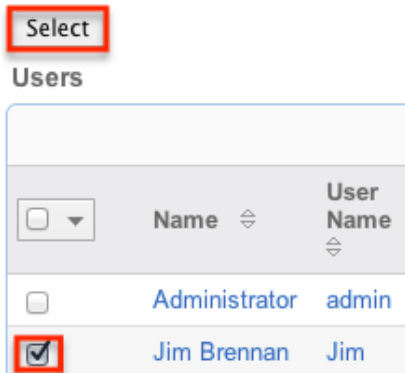 Select
Users
Name
User
Name
Administrator admin
Jim Brennan Jim